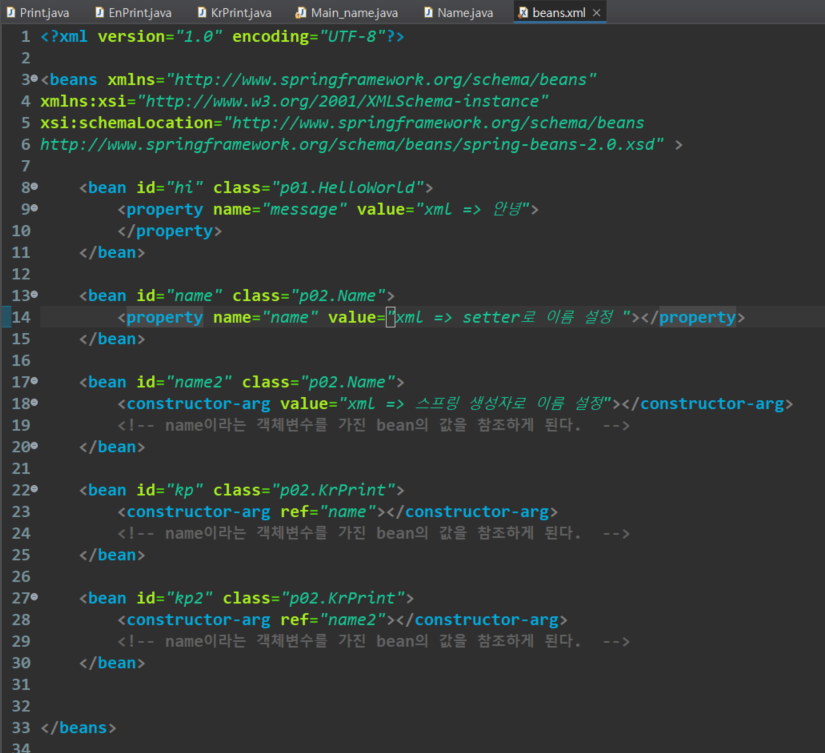 Print.java EnPrint.java KrPrint.java Main_name.java Name.java beans.xml
1 <?xml version="1.0" encoding="UTF-8"?>
2
3 <beans xmlns="http://www.springframework.org/schema/beans"
4 xmlns:xsi="http://www.w3.org/2001/XMLSchema-instance"
5 xsi:schemaLocation="http://www.springframework.org/schema/beans
6 http://www.springframework.org/schema/beans/spring-beans-2.0.xsd" >
7
8 <bean id="hi" class="p01.HelloWorld">
9 <property name="message" value="xml => 안녕">
10 </property>
11 </bean>
12
13 <bean id="name" class="p02.Name">
14 <property name="name" value="xml => setter로 이름 설정 "></property>
15 </bean>
16
17 <bean id="name2" class="p02.Name">
18 <constructor-arg value="xml => 스프링 생성자로 이름 설정"></constructor-arg>
19 <!-- name이라는 객체변수를 가진 bean의 값을 참조하게 된다. -->
20 </bean>
21
22 <bean id="kp" class="p02.KrPrint">
23 <constructor-arg ref="name"></constructor-arg>
24 <!-- name이라는 객체변수를 가진 bean의 값을 참조하게 된다. -->
25 </bean>
26
27 <bean id="kp2" class="p02.KrPrint">
28 <constructor-arg ref="name2"></constructor-arg>
29 <!-- name이라는 객체변수를 가진 bean의 값을 참조하게 된다. -->
30 </bean>
31
32
33 </beans>
34